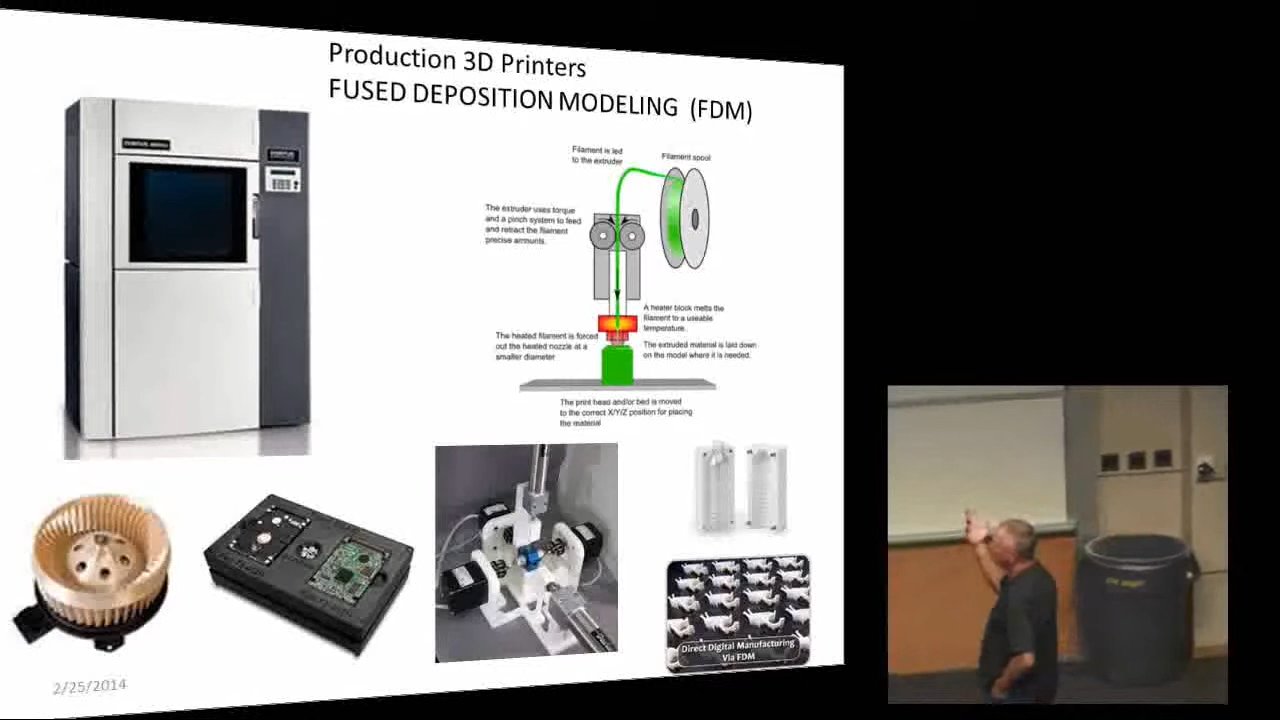 Production 3D Printers
FUSED DEPOSITION MODELING (FDM)
Filament is led
to the extruder
Filament spool
The extruder uses torque
and a pinch system to feed
and retract the filament
precise amounts.
A heater block melts the
filament to a useable
temperature.
The heated filament is forced
out the heated nozzle at a
smaller diameter
The extruded material is laid down
on the model where it is needed.
The print head and/or bed is moved
to the correct X/Y/Z position for placing
the material
Direct Digital Manufacturing
Via FDM
2/25/2014